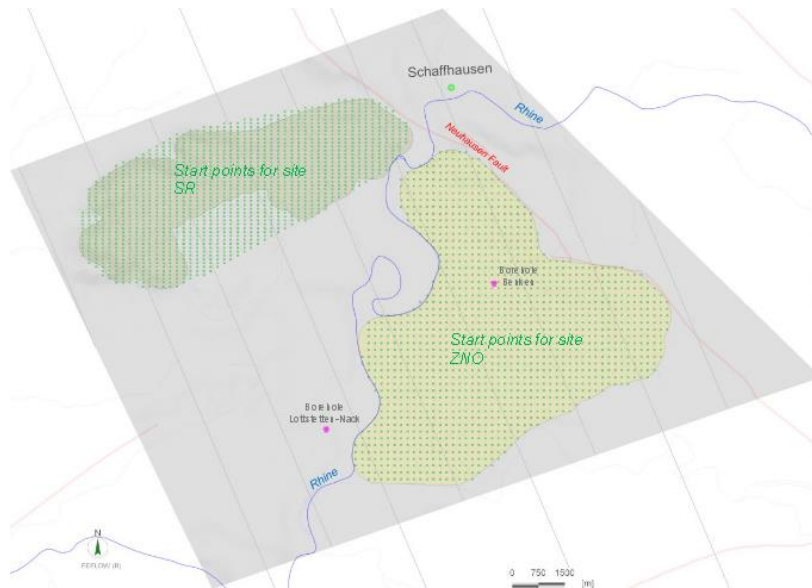 Schaffhausen
Rhine
Neuhausen Fault
Start points for site
SR
Borehole
Benken
Start points for site
ZNO
Borehole
Lottstetten-Nack
Rhine
N
FEFLOW (R)
0 750 1500
[m]